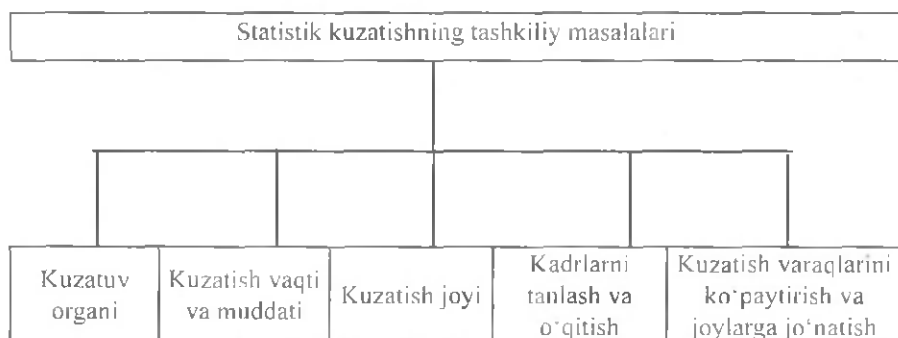 Statistik kuzatishning tashkiliy masalalari
Kuzatuv
organi
Kuzatish vaqti
va muddati
Kuzatish joyi
Kadrlarni
tanlash va
o‘qitish
Kuzatish varaqlarini
ko‘paytirish va
joylarga jo‘natish